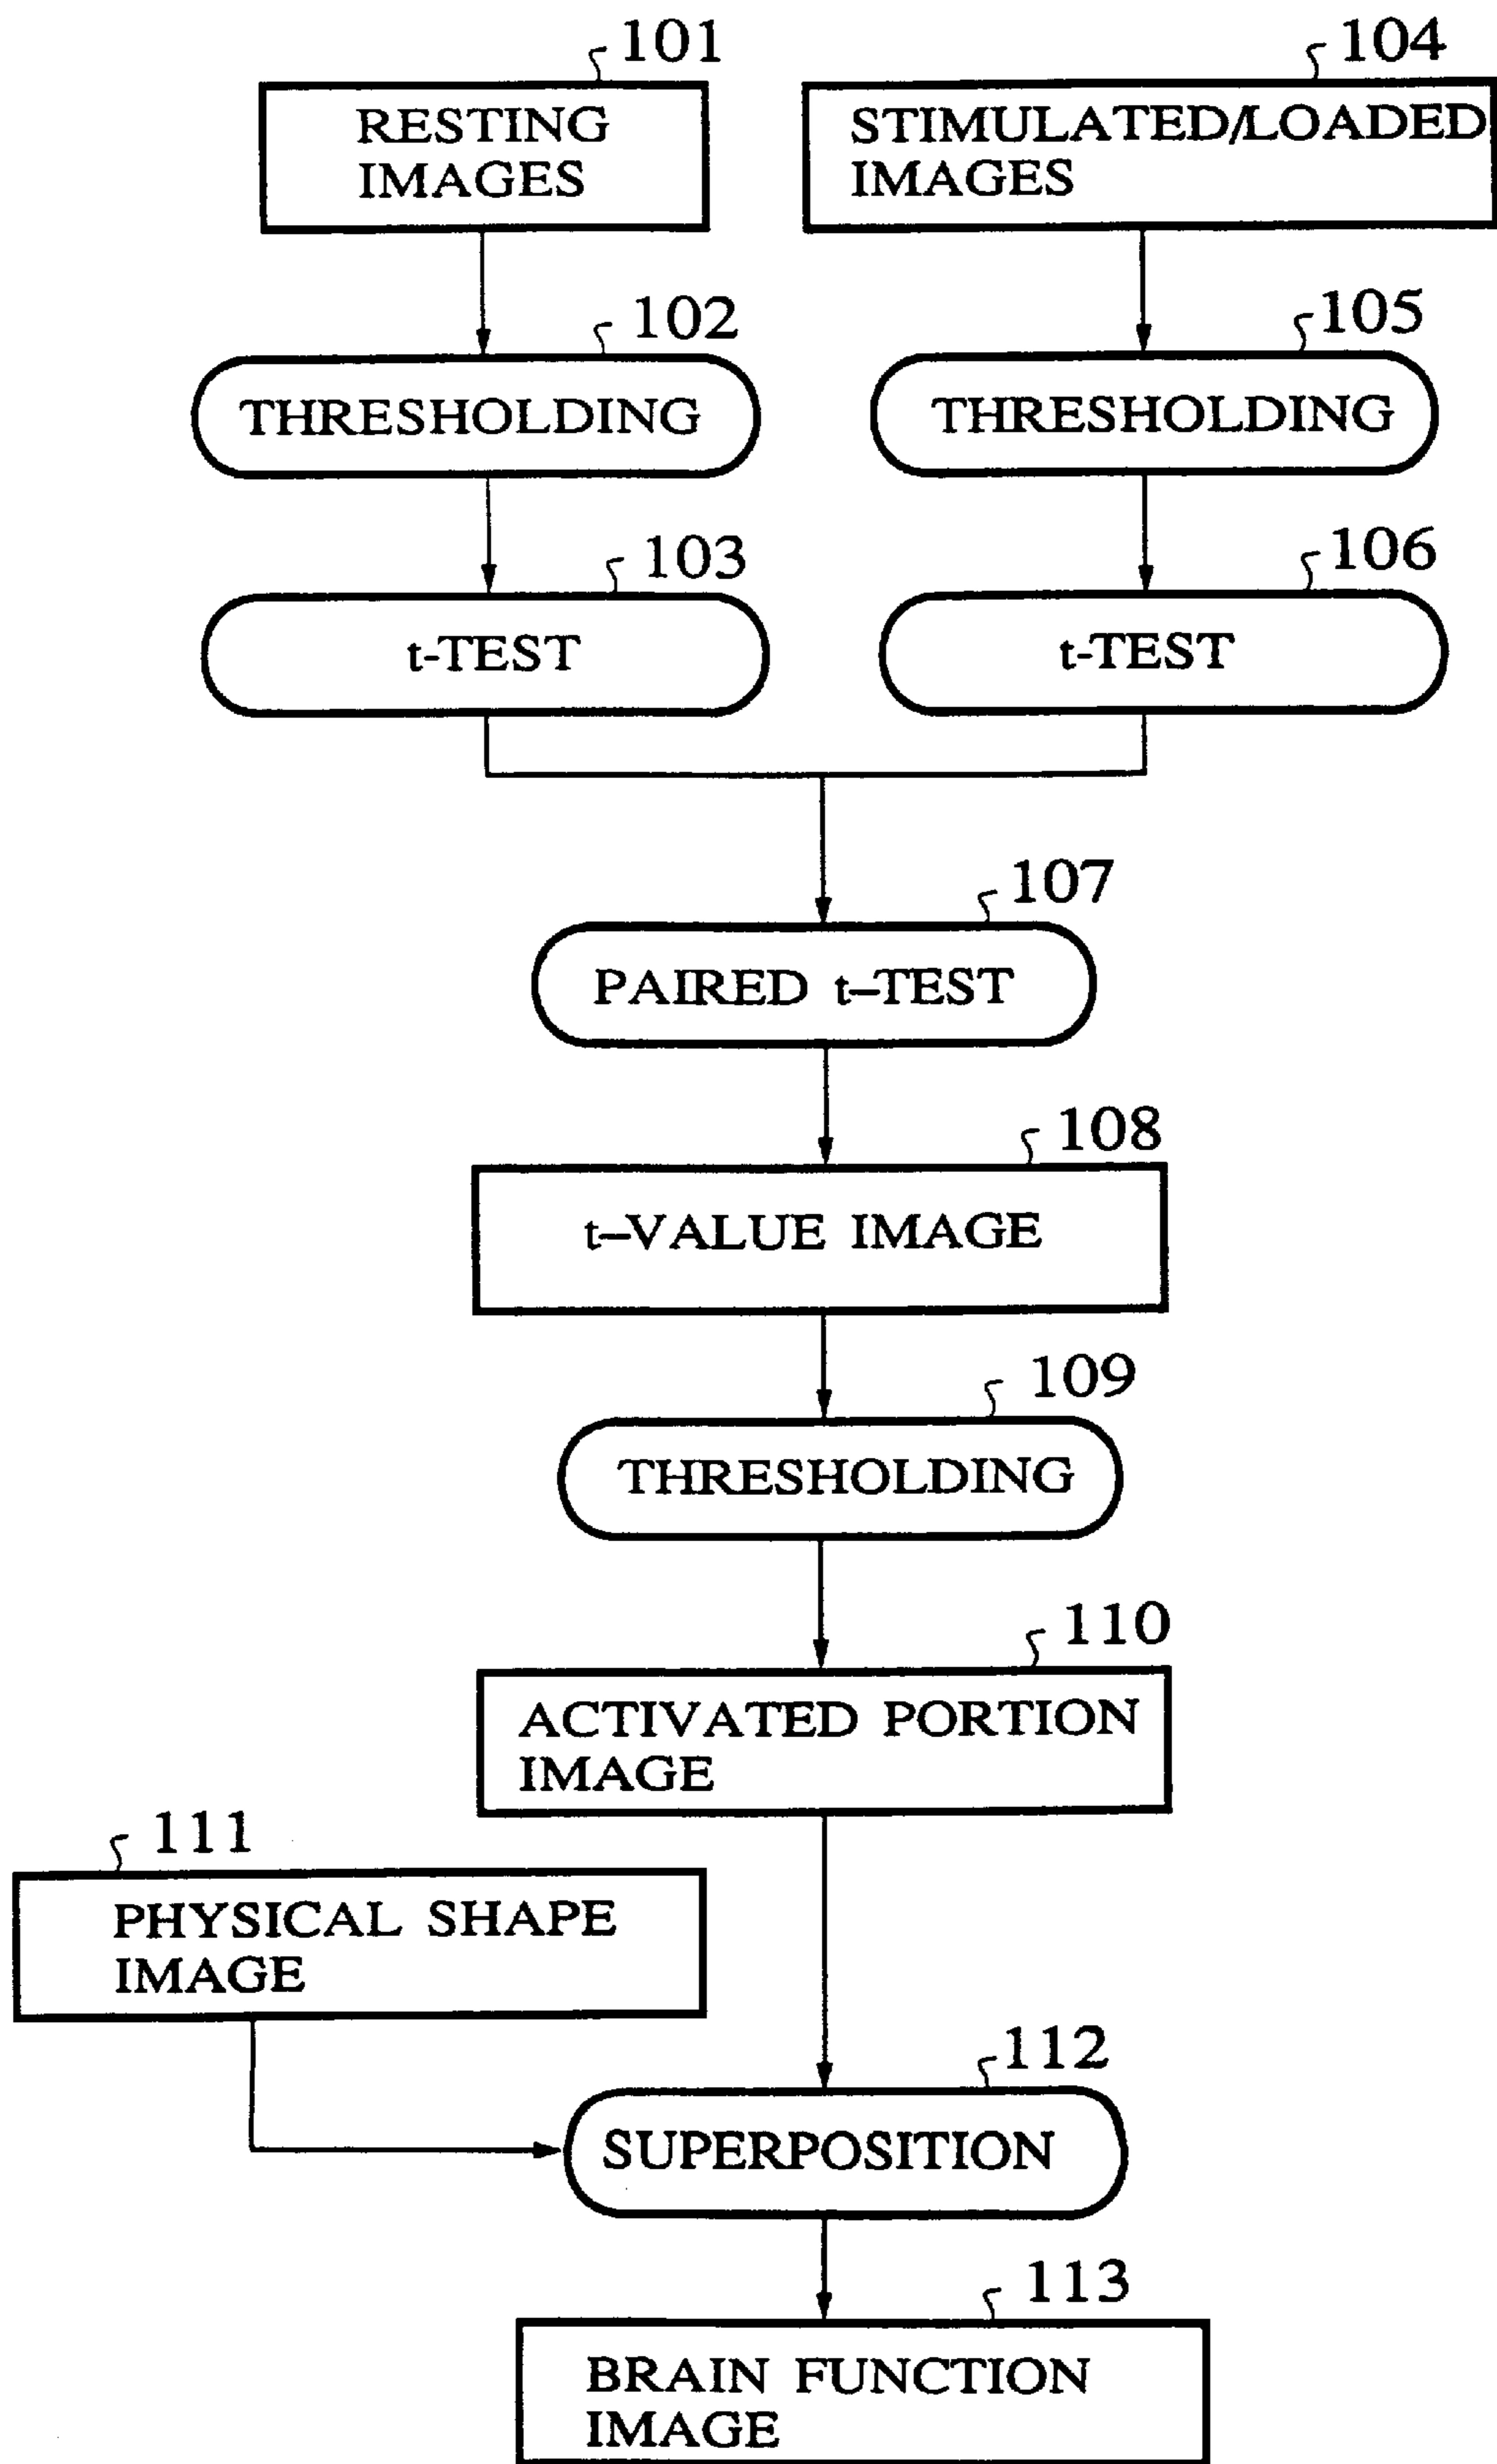 101
RESTING
IMAGES
104
STIMULATED/LOADED
IMAGES
102
THRESHOLDING
105
THRESHOLDING
103
t-TEST
106
t-TEST
107
PAIRED t–TEST
108
t–VALUE IMAGE
109
THRESHOLDING
110
ACTIVATED PORTION
IMAGE
111
PHYSICAL SHAPE
IMAGE
112
SUPERPOSITION
113
BRAIN FUNCTION
IMAGE